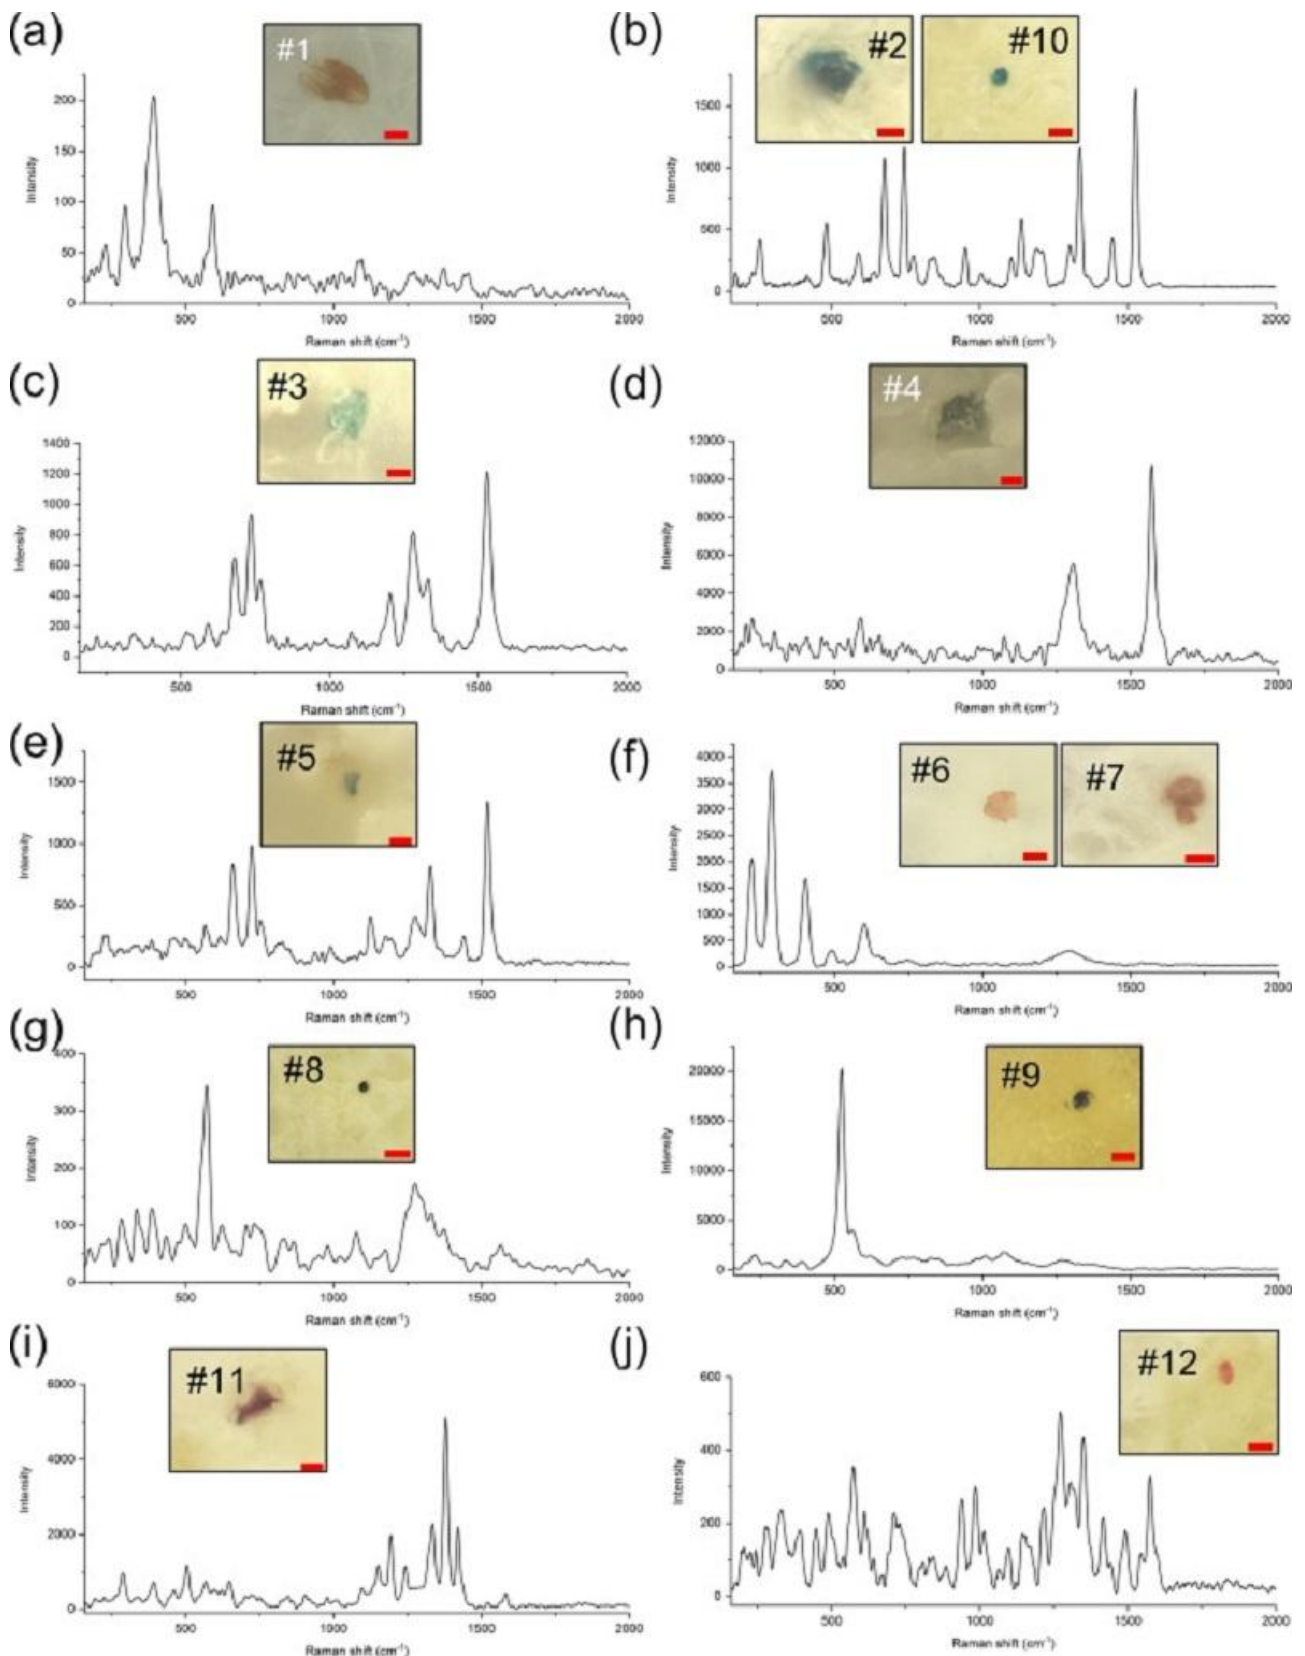 (a)
#1
200
150
100
50
0
Intensity
500 1000 1500 2000
Raman shift (cm⁻¹)
(b)
#2
#10
1500
1000
500
0
Intensity
500 1000 1500 2000
Raman shift (cm⁻¹)
(c)
#3
1400
1200
1000
800
600
400
200
0
Intensity
500 1000 1500 2000
Raman shift (cm⁻¹)
(d)
#4
12000
10000
8000
6000
4000
2000
0
Intensity
500 1000 1500 2000
Raman shift (cm⁻¹)
(e)
#5
1500
1000
500
0
Intensity
500 1000 1500 2000
Raman shift (cm⁻¹)
(f)
#6
#7
4000
3500
3000
2500
2000
1500
1000
500
0
Intensity
500 1000 1500 2000
Raman shift (cm⁻¹)
(g)
#8
400
300
200
100
0
Intensity
500 1000 1500 2000
Raman shift (cm⁻¹)
(h)
#9
20000
15000
10000
5000
0
Intensity
500 1000 1500 2000
Raman shift (cm⁻¹)
(i)
#11
6000
4000
2000
0
Intensity
500 1000 1500 2000
Raman shift (cm⁻¹)
(j)
#12
600
400
200
0
Intensity
500 1000 1500 2000
Raman shift (cm⁻¹)